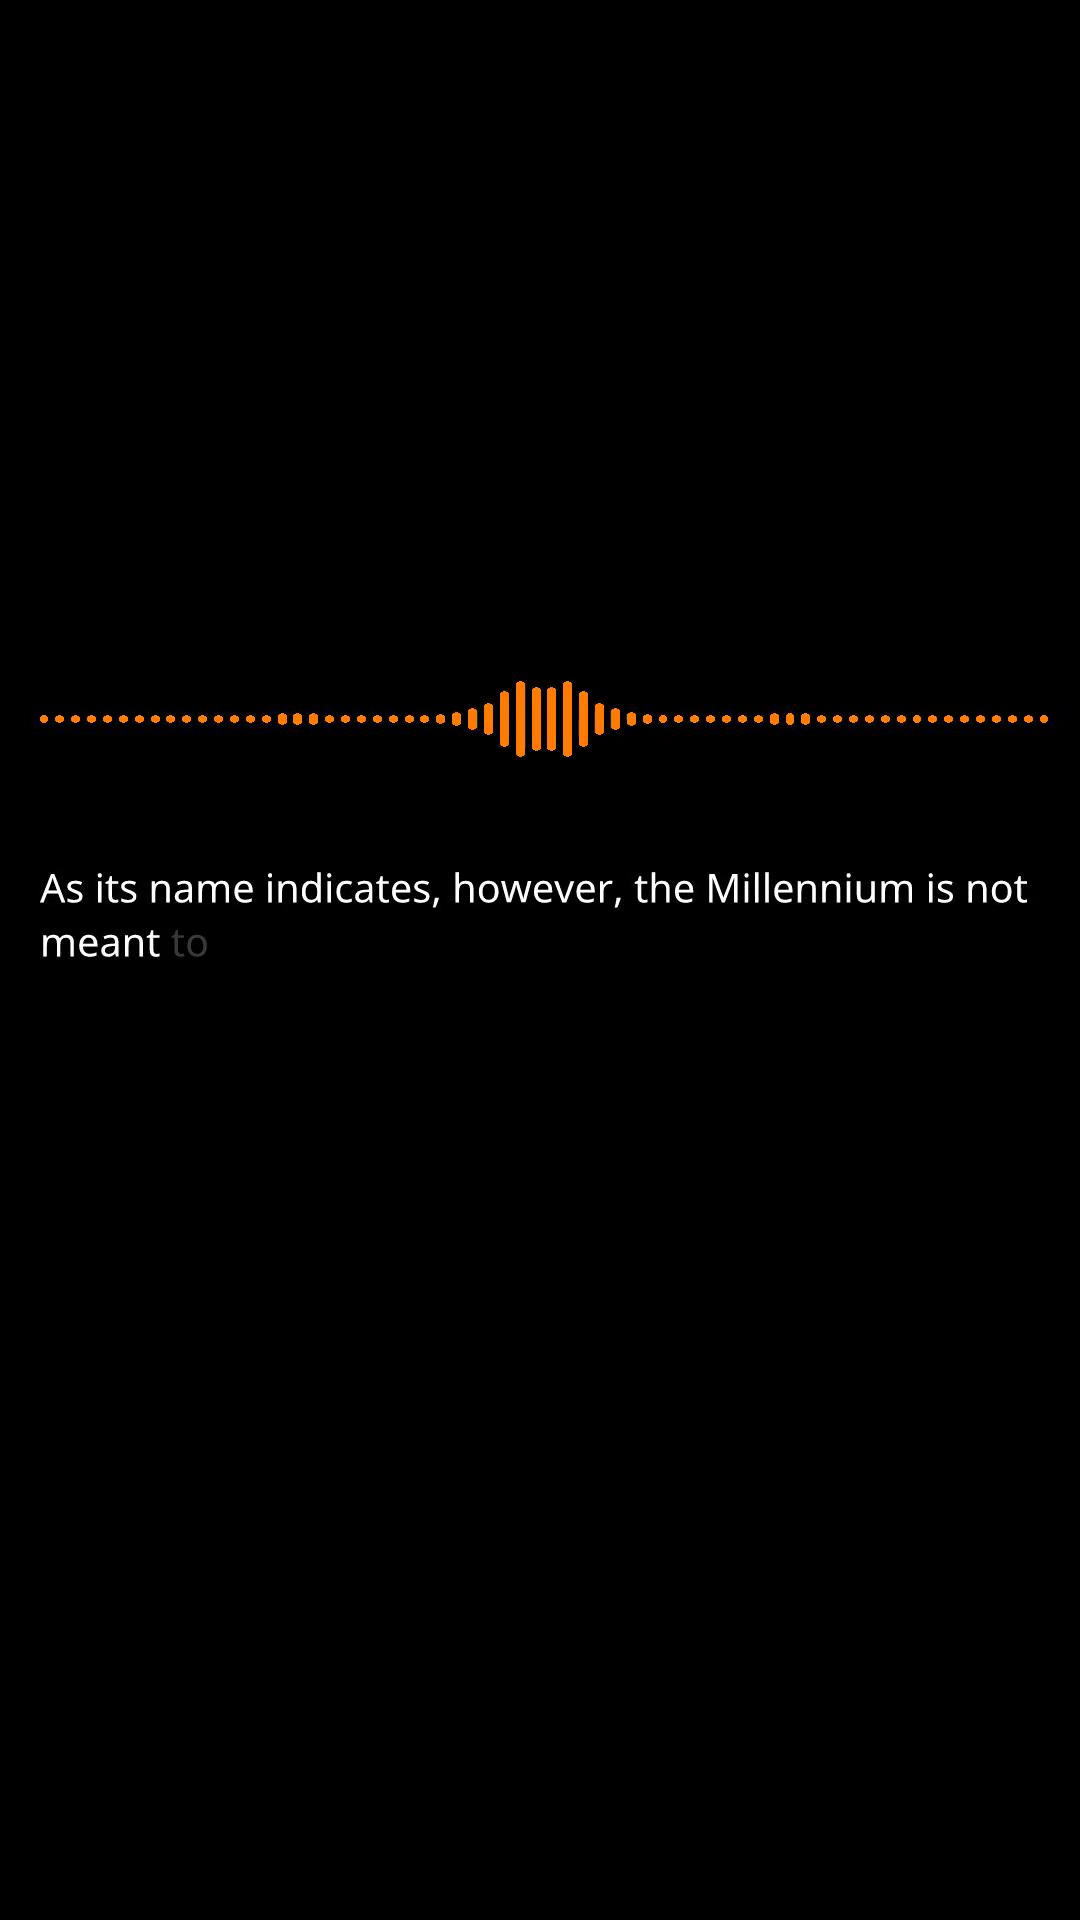 As its name indicates, however, the Millennium is not
meant to